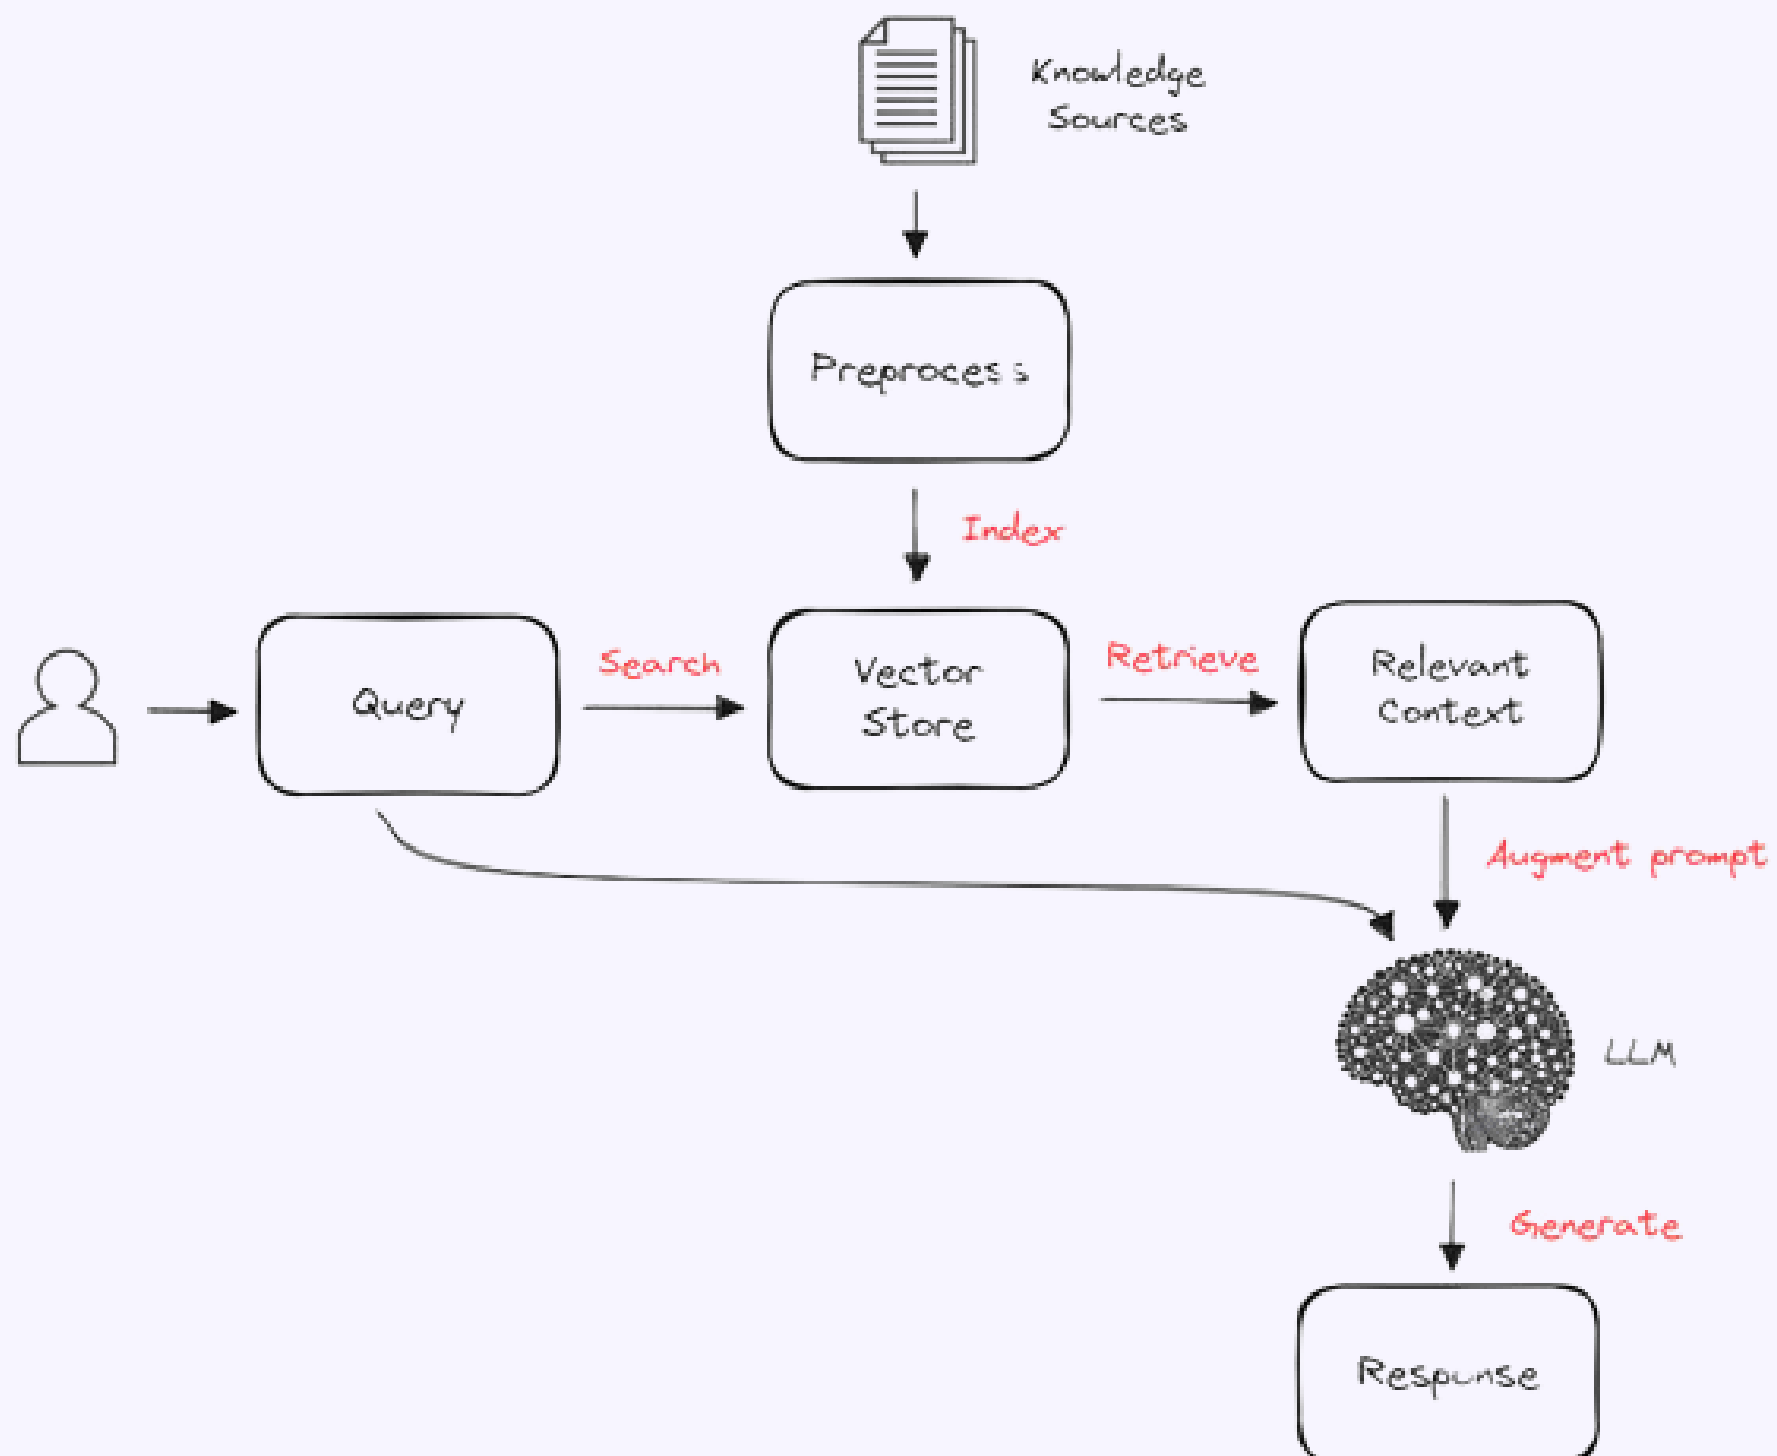 Knowledge
Sources
Preprocess
Index
Query
Search
Vector
Store
Retrieve
Relevant
Context
Augment prompt
LLM
Generate
Response